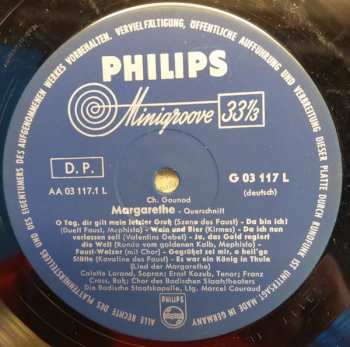 ALLE RECHTE DES PLATTENHERSTELLERS UND DES EIGENTÜMERS DES AUFGENOMMENEN WERKES VORBEHALTEN. VERVIELFÄLTIGUNG, ÖFFENTLICHE AUFFÜHRUNG UND VERBREITUNG DIESER PLATTE DURCH RUNDFUNK IST UNTERSAGT MADE IN GERMANY
PHILIPS
Minigroove 33⅓
D.P.
AA 03 117.1 L
G 03 117 L
(deutsch)
Ch. Gounod
Margarethe - Querschnitt
O Tag, dir gilt mein letzter Gruß (Szene des Faust) - Da bin ich!
(Duett Faust, Mephisto) - Wein und Bier (Kirmes) - Da ich nun
verlassen soll (Valentins Gebet) - Ja, das Gold regiert
die Welt (Rondo vom goldenen Kalb, Mephisto) -
Faust-Walzer (mit Chor) - Gegrüßet sei mir, o heil'ge
Stätte (Kavatine des Faust) - Es war ein König in Thule
(Lied der Margarethe)
Colette Lorand, Sopran; Ernst Kozub, Tenor; Franz
Crass, Baß; Chor des Badischen Staatstheaters
Die Badische Staatskapelle, Ltg. Marcel Couraud
PHILIPS